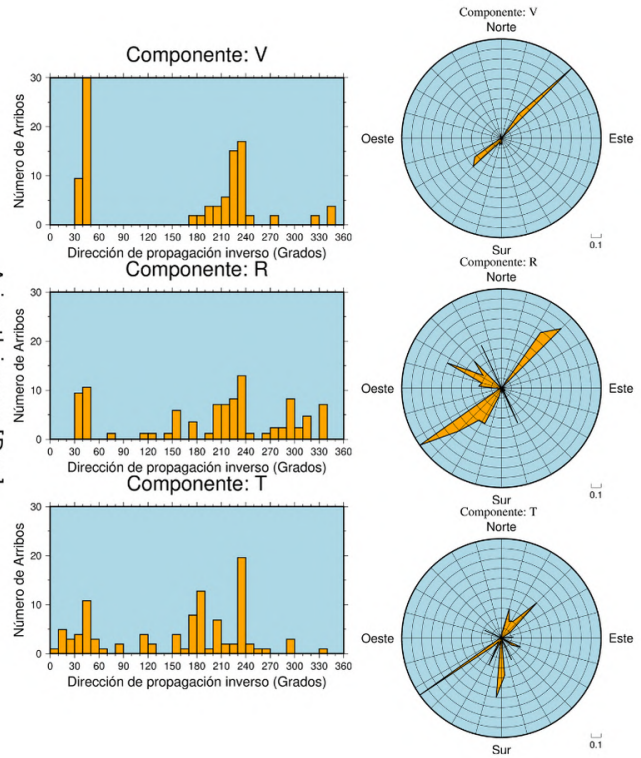 Componente: V
Número de Arribos
30
20
10
0
0 30 60 90 120 150 180 210 240 270 300 330 360
Dirección de propagación inverso (Grados)
Componente: V
Norte
Oeste
Este
Sur
0.1
Componente: R
Número de Arribos
30
20
10
0
0 30 60 90 120 150 180 210 240 270 300 330 360
Dirección de propagación inverso (Grados)
Componente: R
Norte
Oeste
Este
Sur
0.1
Componente: T
Número de Arribos
30
20
10
0
0 30 60 90 120 150 180 210 240 270 300 330 360
Dirección de propagación inverso (Grados)
Componente: T
Norte
Oeste
Este
Sur
0.1